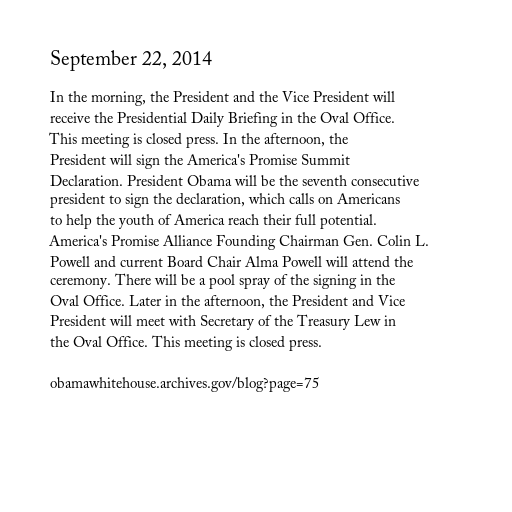 September 22, 2014
In the morning, the President and the Vice President will
receive the Presidential Daily Briefing in the Oval Office.
This meeting is closed press. In the afternoon, the
President will sign the America's Promise Summit
Declaration. President Obama will be the seventh consecutive
president to sign the declaration, which calls on Americans
to help the youth of America reach their full potential.
America's Promise Alliance Founding Chairman Gen. Colin L.
Powell and current Board Chair Alma Powell will attend the
ceremony. There will be a pool spray of the signing in the
Oval Office. Later in the afternoon, the President and Vice
President will meet with Secretary of the Treasury Lew in
the Oval Office. This meeting is closed press.
obamawhitehouse.archives.gov/blog?page=75